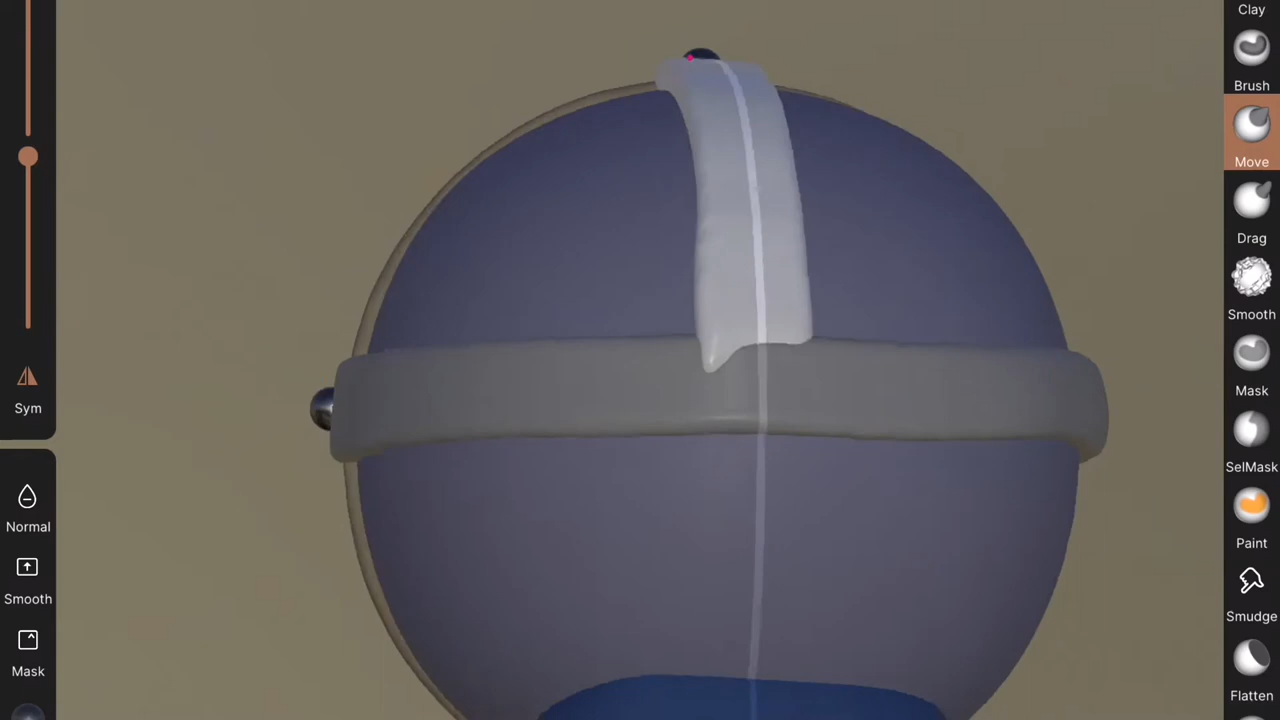 Sym
Normal
Smooth
Mask
Clay
Brush
Move
Drag
Smooth
Mask
SelMask
Paint
Smudge
Flatten